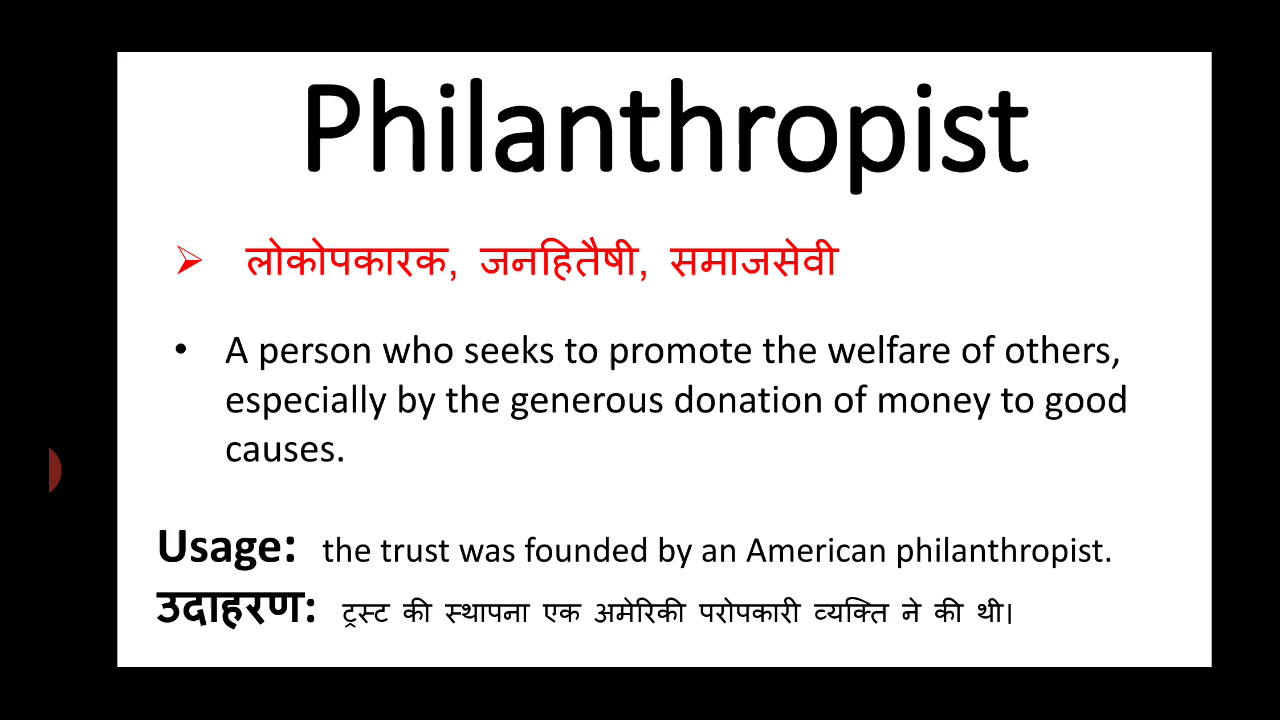 Philanthropist
➢ लोकोपकारक, जनहितैषी, समाजसेवी
• A person who seeks to promote the welfare of others,
especially by the generous donation of money to good
causes.
Usage: the trust was founded by an American philanthropist.
उदाहरण: ट्रस्ट की स्थापना एक अमेरिकी परोपकारी व्यक्ति ने की थी।